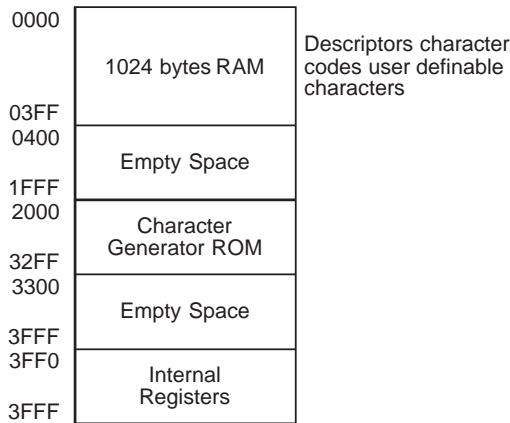 0000
1024 bytes RAM
Descriptors character
codes user definable
characters
03FF
0400
Empty Space
1FFF
2000
Character
Generator ROM
32FF
3300
Empty Space
3FFF
3FF0
Internal
Registers
3FFF